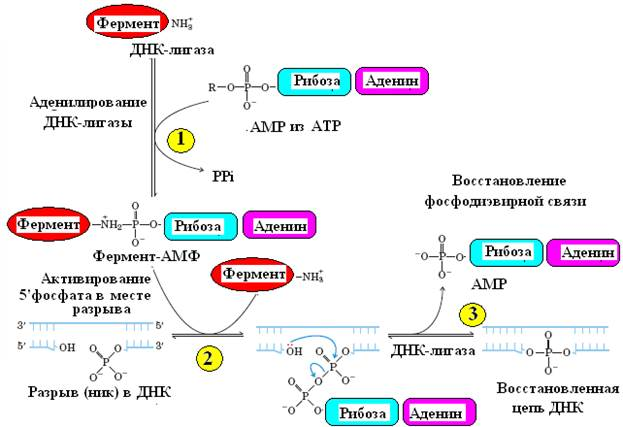 Фермент NH₃⁺
ДНК-лигаза
Аденилирование
ДНК-лигазы
R—O—P—O— Рибоза Аденин
O
O⁻
AMP из ATP
1
PPi
Фермент —NH₂⁺—P—O— Рибоза Аденин
O
O⁻
Фермент-АМФ
Восстановление
фосфодиэвирной связи
⁻O—P—O— Рибоза Аденин
O
O⁻
AMP
Активирование
5'фосфата в месте
разрыва
Фермент —NH₃⁺
3' 5'
5' OH 3'
O
P
O⁻ O⁻
Разрыв (ник) в ДНК
2
ÖH O
P
O O⁻
O P
⁻O O
Рибоза Аденин
3
ДНК-лигаза
O
O—P—O
O⁻
Восстановленная
цепь ДНК